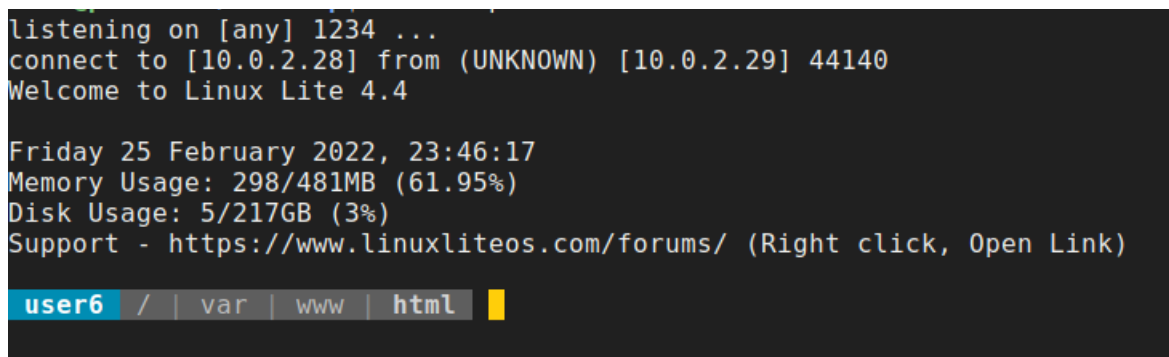 listening on [any] 1234 ...
connect to [10.0.2.28] from (UNKNOWN) [10.0.2.29] 44140
Welcome to Linux Lite 4.4
Friday 25 February 2022, 23:46:17
Memory Usage: 298/481MB (61.95%)
Disk Usage: 5/217GB (3%)
Support - https://www.linuxliteos.com/forums/ (Right click, Open Link)
user6 / | var | www | html